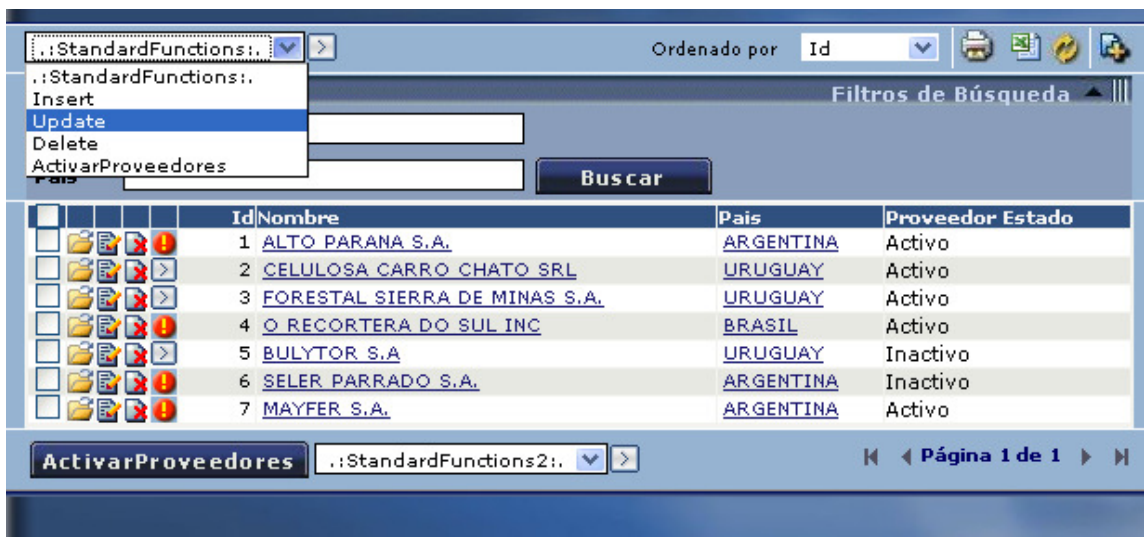 .:StandardFunctions:. > Ordenado por Id
.:StandardFunctions:.
Insert
Update
Delete
ActivarProveedores
Filtros de Búsqueda
Pais
Buscar
Id Nombre Pais Proveedor Estado
1 ALTO PARANA S.A. ARGENTINA Activo
2 CELULOSA CARRO CHATO SRL URUGUAY Activo
3 FORESTAL SIERRA DE MINAS S.A. URUGUAY Activo
4 O RECORTERA DO SUL INC BRASIL Activo
5 BULYTOR S.A URUGUAY Inactivo
6 SELER PARRADO S.A. ARGENTINA Inactivo
7 MAYFER S.A. ARGENTINA Activo
ActivarProveedores .:StandardFunctions2:. > Página 1 de 1